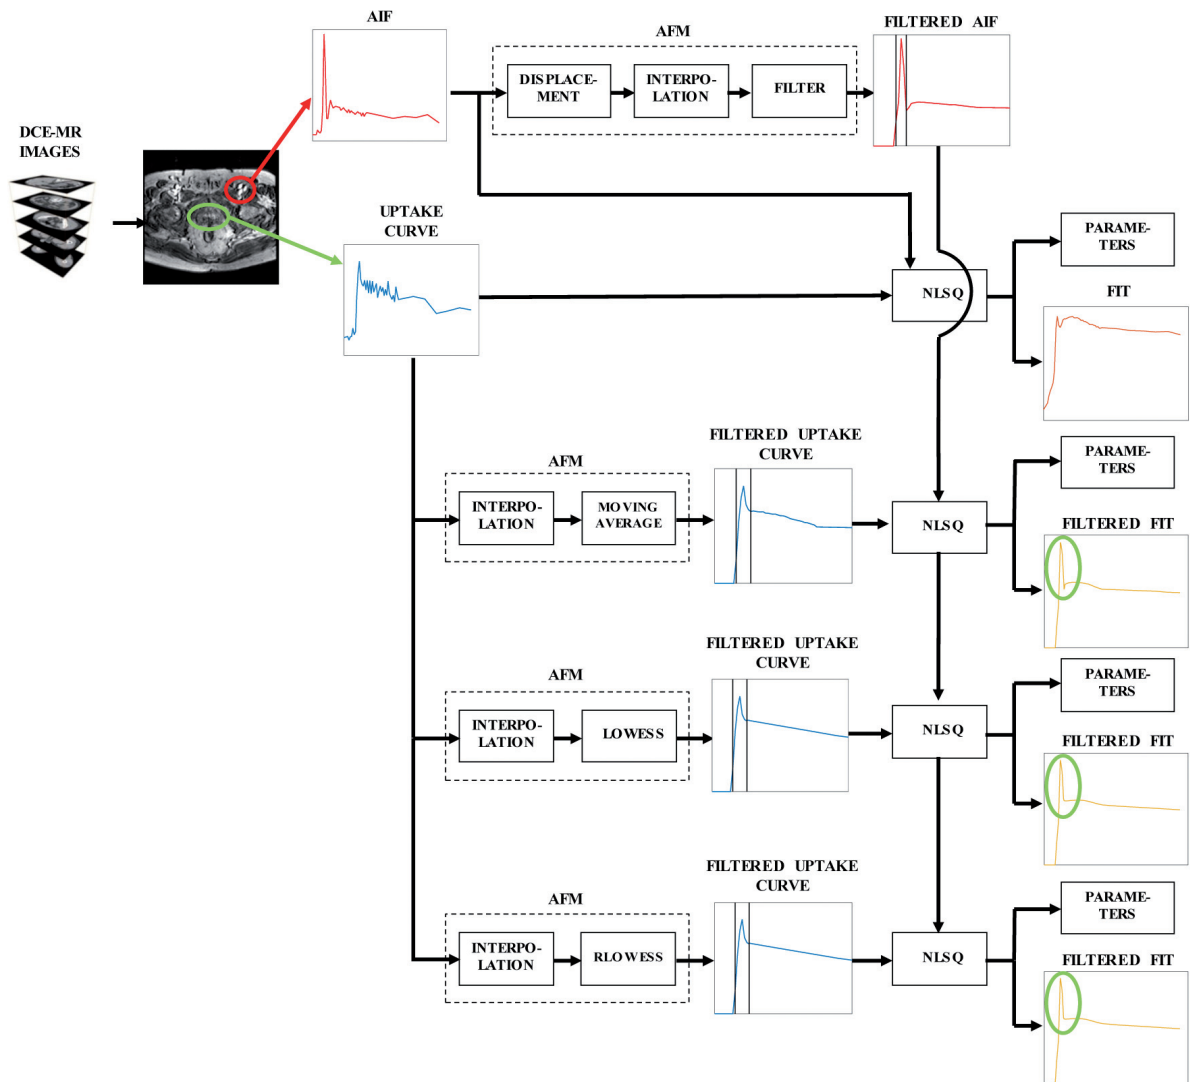 AIF
FILTERED AIF
AFM
DISPLACE-
MENT
INTERPO-
LATION
FILTER
DCE-MR
IMAGES
UPTAKE
CURVE
NLSQ
PARAME-
TERS
FIT
FILTERED UPTAKE
CURVE
AFM
INTERPO-
LATION
MOVING
AVERAGE
NLSQ
PARAME-
TERS
FILTERED FIT
FILTERED UPTAKE
CURVE
AFM
INTERPO-
LATION
LOWESS
NLSQ
PARAME-
TERS
FILTERED FIT
FILTERED UPTAKE
CURVE
AFM
INTERPO-
LATION
RLOWESS
NLSQ
PARAME-
TERS
FILTERED FIT